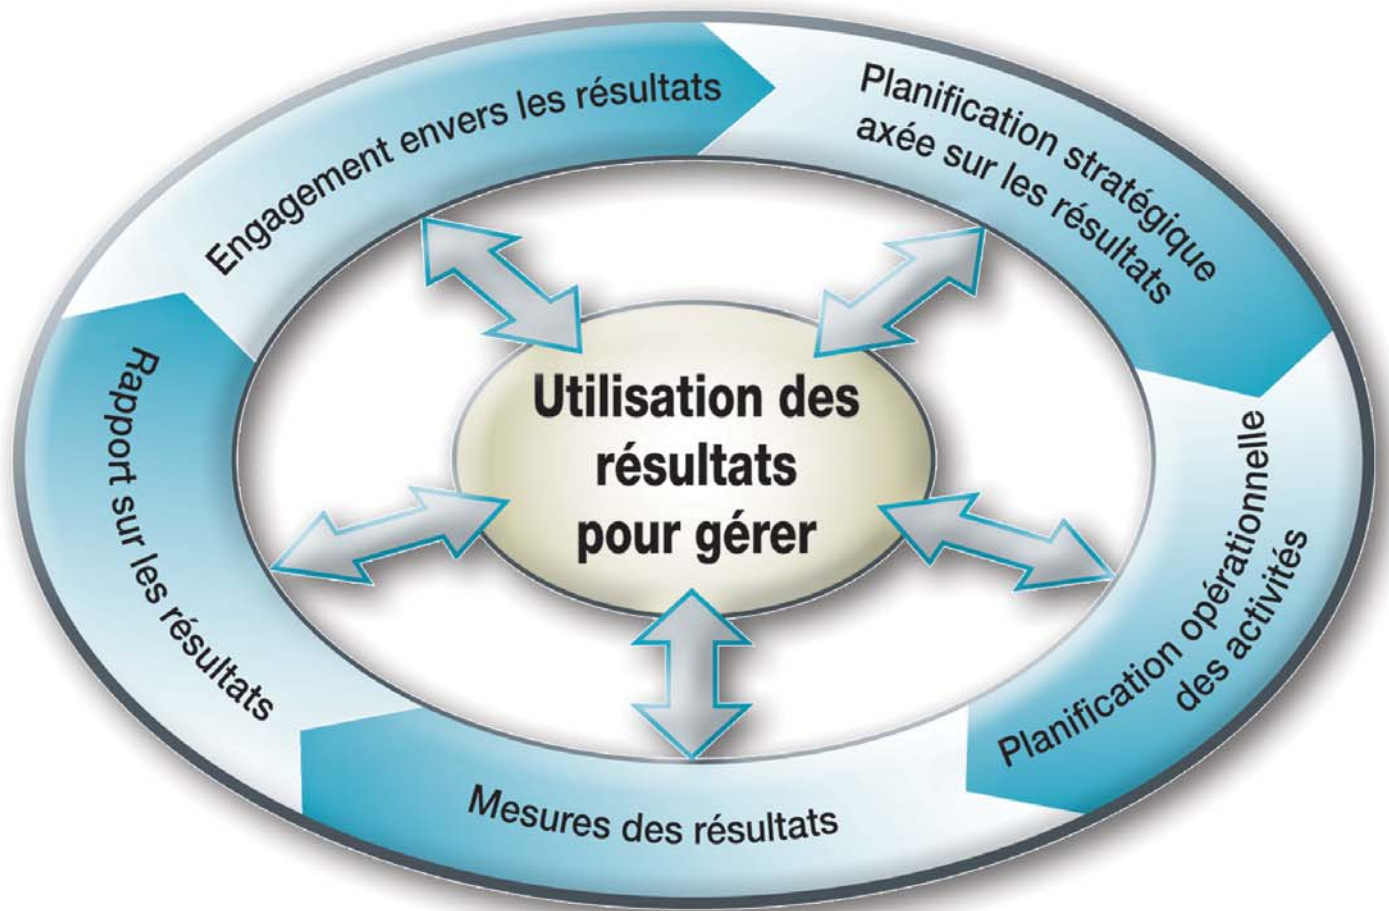 Engagement envers les résultats
Planification stratégique
axée sur les résultats
Planification opérationnelle
des activités
Mesures des résultats
Rapport sur les résultats
Utilisation des
résultats
pour gérer